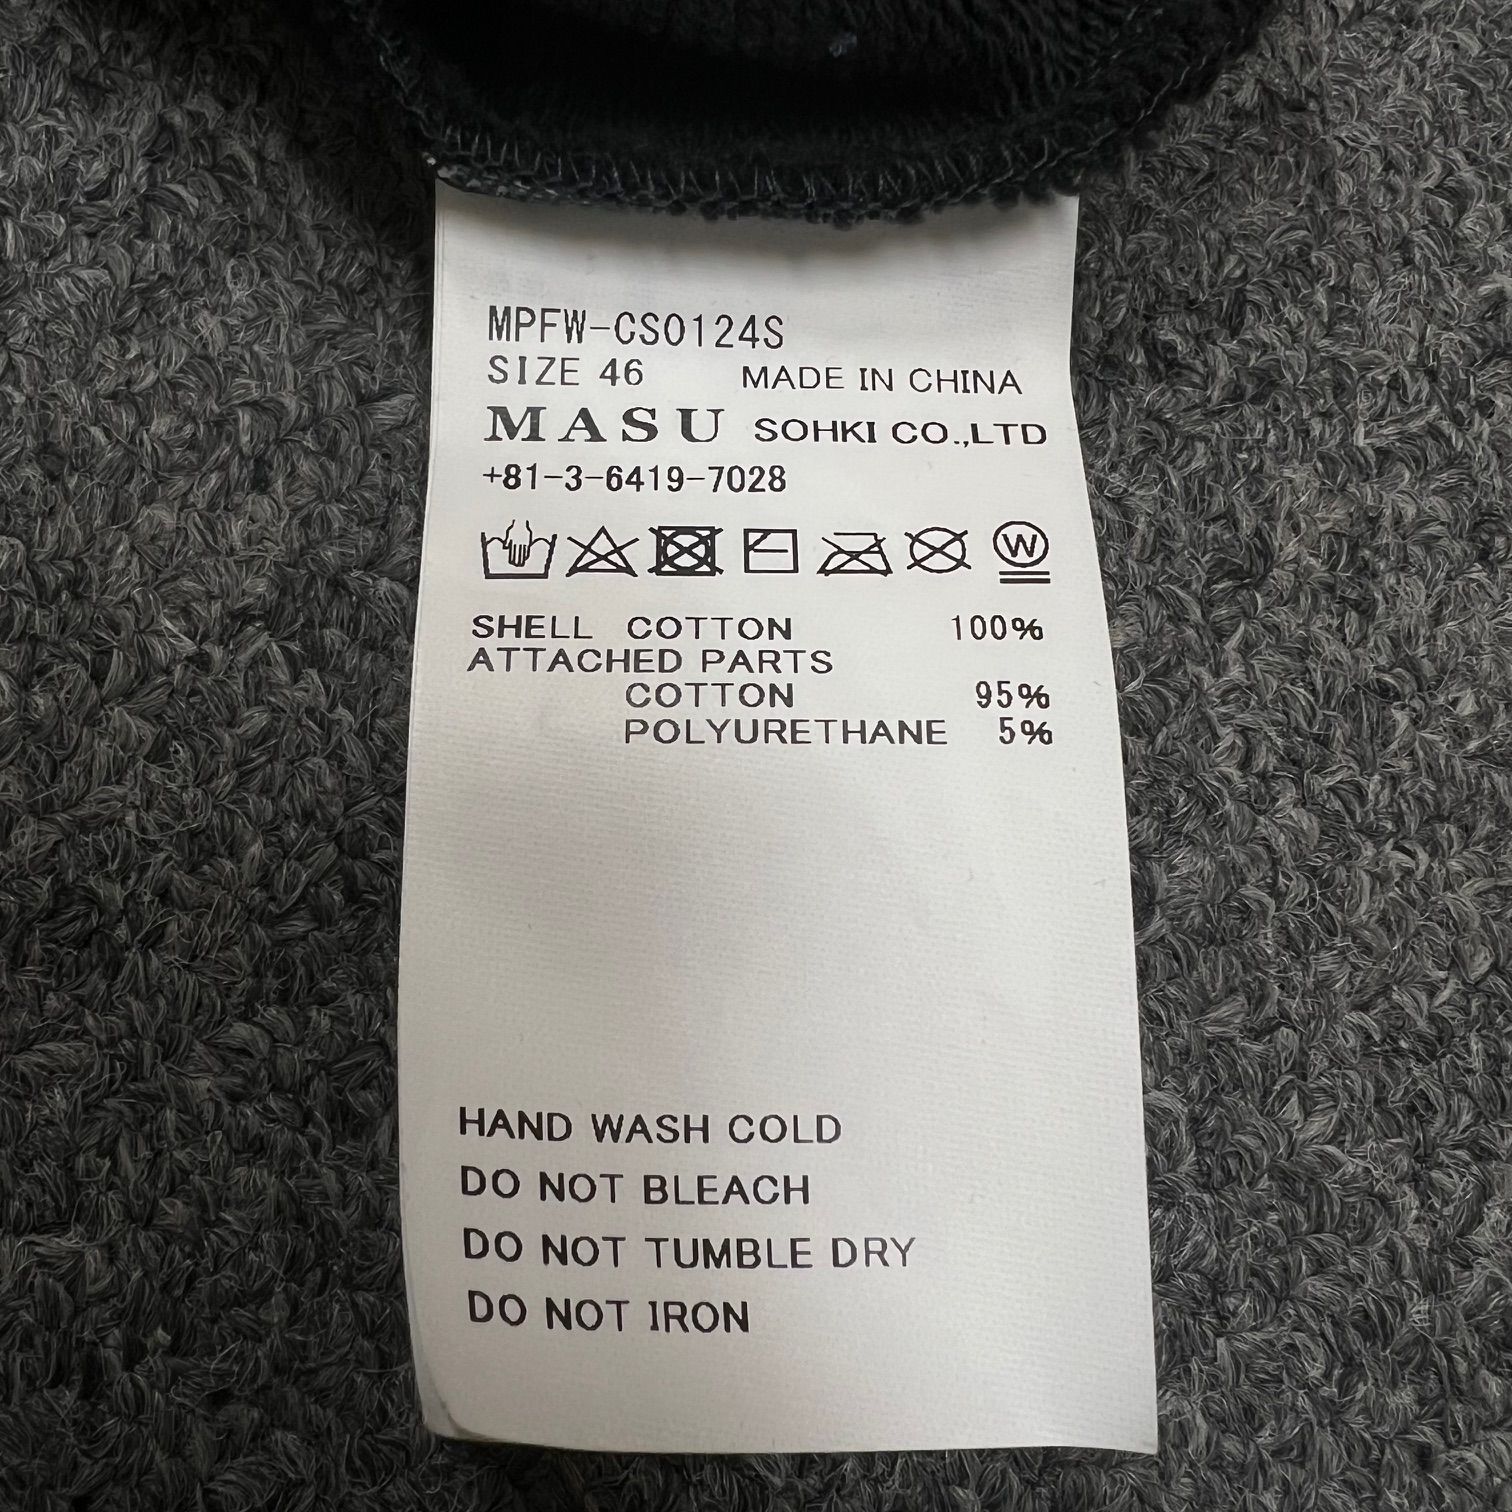 MPFW-CS0124S
SIZE 46 MADE IN CHINA
MASU SOHKI CO.,LTD
+81-3-6419-7028
W
SHELL COTTON 100%
ATTACHED PARTS
COTTON 95%
POLYURETHANE 5%
HAND WASH COLD
DO NOT BLEACH
DO NOT TUMBLE DRY
DO NOT IRON